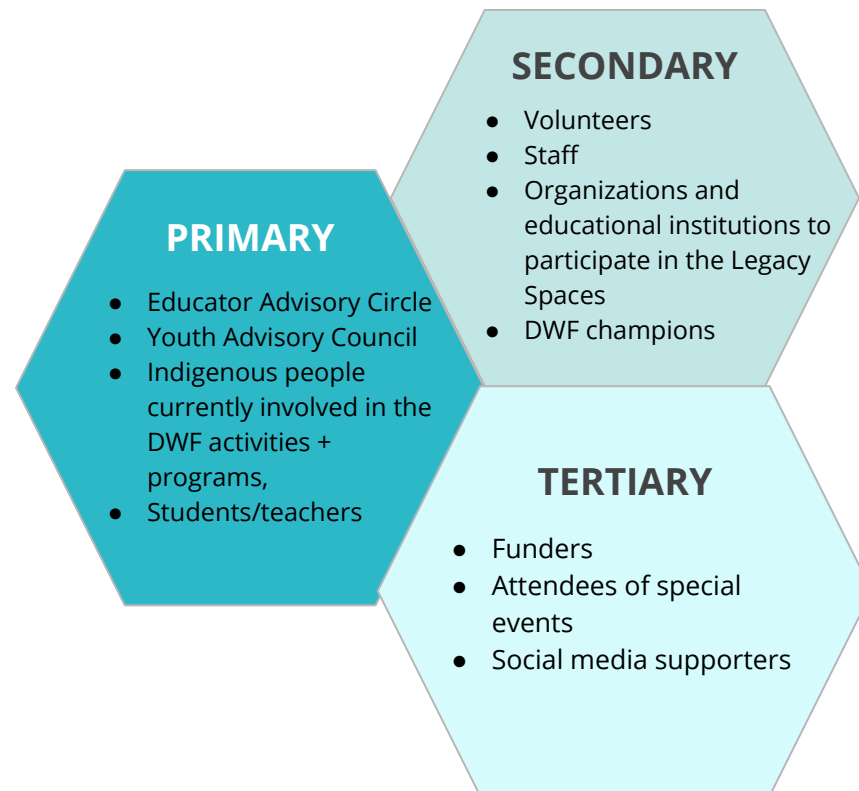 PRIMARY
● Educator Advisory Circle
● Youth Advisory Council
● Indigenous people
currently involved in the
DWF activities +
programs,
● Students/teachers
SECONDARY
● Volunteers
● Staff
● Organizations and
educational institutions to
participate in the Legacy
Spaces
● DWF champions
TERTIARY
● Funders
● Attendees of special
events
● Social media supporters